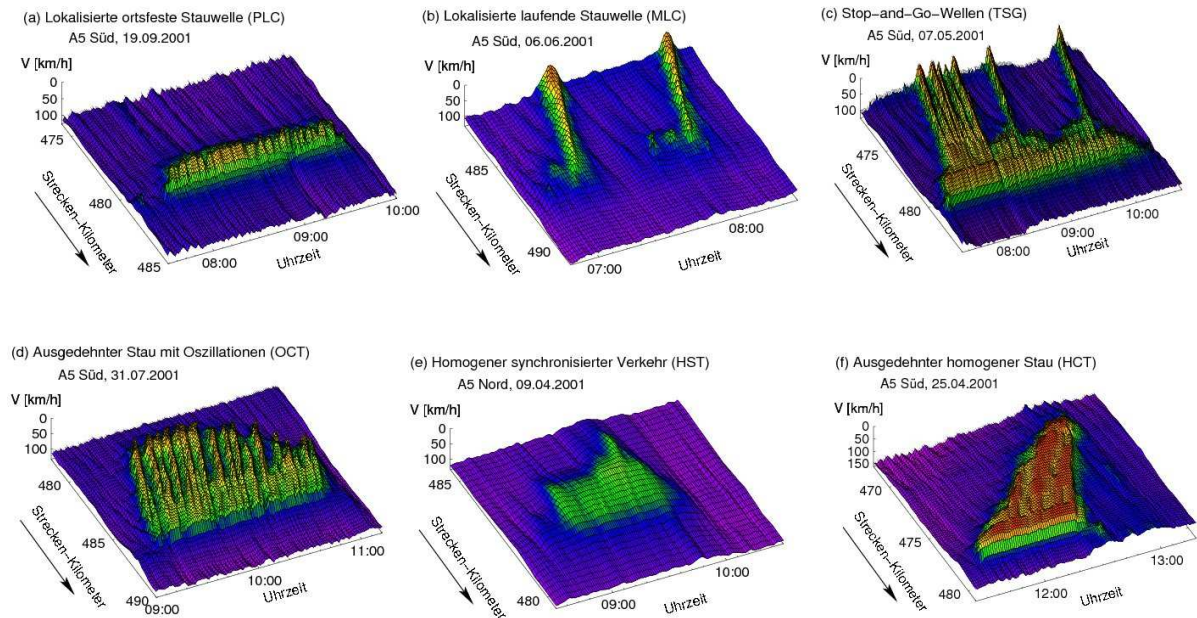 (a) Lokalisierte ortsfeste Stauwelle (PLC)
A5 Süd, 19.09.2001
V [km/h]
0
50
100
475
480
485
Strecken−Kilometer
08:00
09:00
10:00
Uhrzeit
(b) Lokalisierte laufende Stauwelle (MLC)
A5 Süd, 06.06.2001
V [km/h]
0
50
100
485
490
Strecken−Kilometer
07:00
08:00
Uhrzeit
(c) Stop−and−Go−Wellen (TSG)
A5 Süd, 07.05.2001
V [km/h]
0
50
100
475
480
Strecken−Kilometer
08:00
09:00
10:00
Uhrzeit
(d) Ausgedehnter Stau mit Oszillationen (OCT)
A5 Süd, 31.07.2001
V [km/h]
0
50
100
480
485
490
Strecken−Kilometer
09:00
10:00
11:00
Uhrzeit
(e) Homogener synchronisierter Verkehr (HST)
A5 Nord, 09.04.2001
V [km/h]
0
50
100
485
480
Strecken−Kilometer
09:00
10:00
Uhrzeit
(f) Ausgedehnter homogener Stau (HCT)
A5 Süd, 25.04.2001
V [km/h]
0
50
100
150
470
475
480
Strecken−Kilometer
12:00
13:00
Uhrzeit